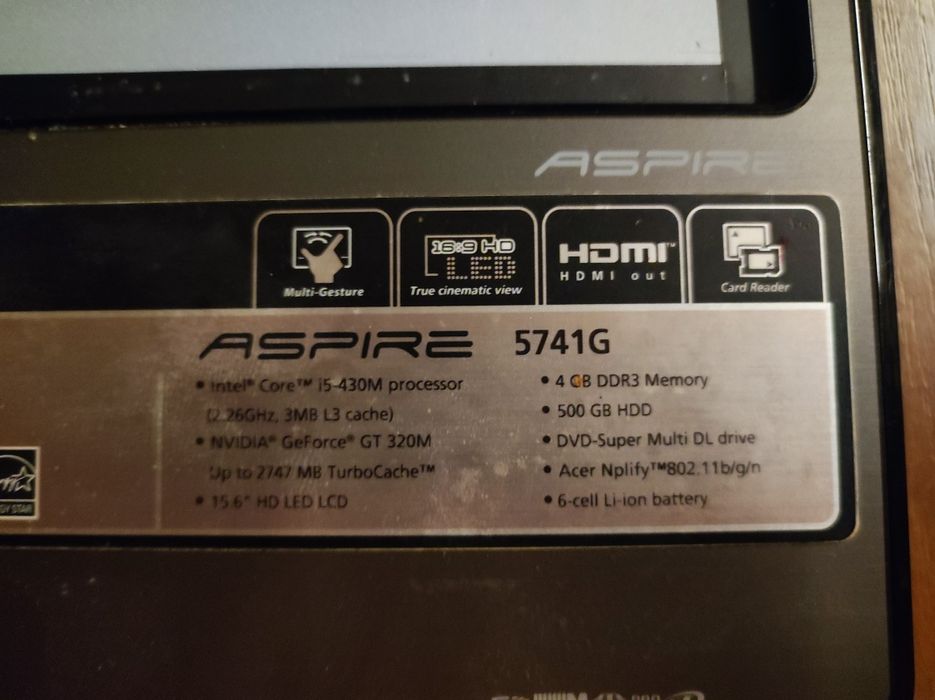 ASPIRE
Multi-Gesture
16:9 HD
LED
True cinematic view
HDMI™
HDMI out
Card Reader
ASPIRE 5741G
• Intel® Core™ i5-430M processor
(2.26GHz, 3MB L3 cache)
• NVIDIA® GeForce® GT 320M
Up to 2747 MB TurboCache™
• 15.6" HD LED LCD
• 4 GB DDR3 Memory
• 500 GB HDD
• DVD-Super Multi DL drive
• Acer Nplify™802.11b/g/n
• 6-cell Li-ion battery
STAR